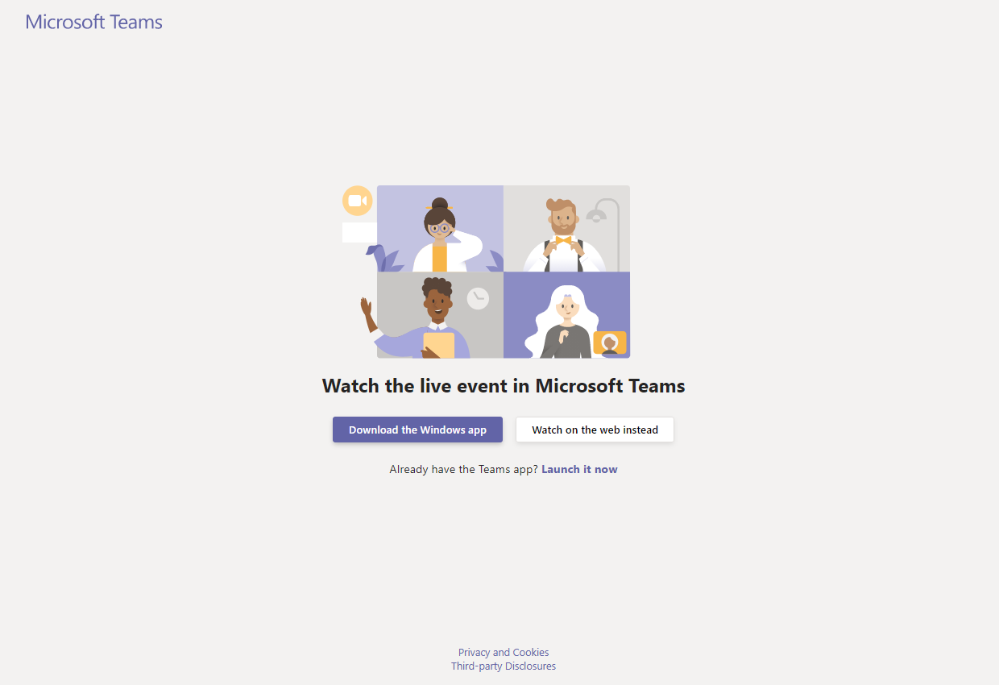 Microsoft Teams
Watch the live event in Microsoft Teams
Download the Windows app
Watch on the web instead
Already have the Teams app? Launch it now
Privacy and Cookies
Third-party Disclosures